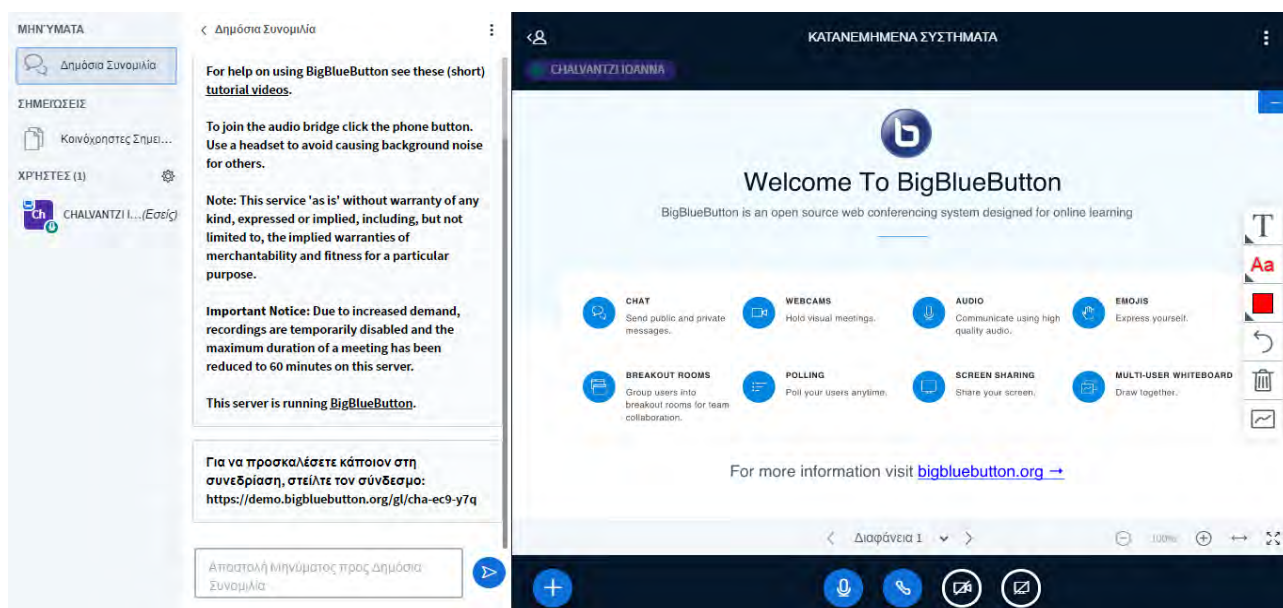 ΜΗΝΎΜΑΤΑ
Δημόσια Συνομιλία
ΣΗΜΕΙΏΣΕΙΣ
Κοινόχρηστες Σημει...
ΧΡΉΣΤΕΣ (1)
Ch
CHALVANTZI I... (Εσείς)
Δημόσια Συνομιλία
For help on using BigBlueButton see these (short)
tutorial videos.
To join the audio bridge click the phone button.
Use a headset to avoid causing background noise
for others.
Note: This service 'as is' without warranty of any
kind, expressed or implied, including, but not
limited to, the implied warranties of
merchantability and fitness for a particular
purpose.
Important Notice: Due to increased demand,
recordings are temporarily disabled and the
maximum duration of a meeting has been
reduced to 60 minutes on this server.
This server is running BigBlueButton.
Για να προσκαλέσετε κάποιον στη
συνεδρίαση, στείλτε τον σύνδεσμο:
https://demo.bigbluebutton.org/gl/cha-ec9-y7q
Αποστολή Μηνύματος προς Δημόσια
Συνομιλία
ΚΑΤΑΝΕΜΗΜΕΝΑ ΣΥΣΤΗΜΑΤΑ
CHALVANTZI IOANNA
b
Welcome To BigBlueButton
BigBlueButton is an open source web conferencing system designed for online learning
CHAT
Send public and private
messages.
WEBCAMS
Hold visual meetings.
AUDIO
Communicate using high
quality audio.
EMOJIS
Express yourself.
BREAKOUT ROOMS
Group users into
breakout rooms for team
collaboration.
POLLING
Poll your users anytime.
SCREEN SHARING
Share your screen.
MULTI-USER WHITEBOARD
Draw together.
For more information visit bigbluebutton.org →
T
Aa
Διαφάνεια 1
100%